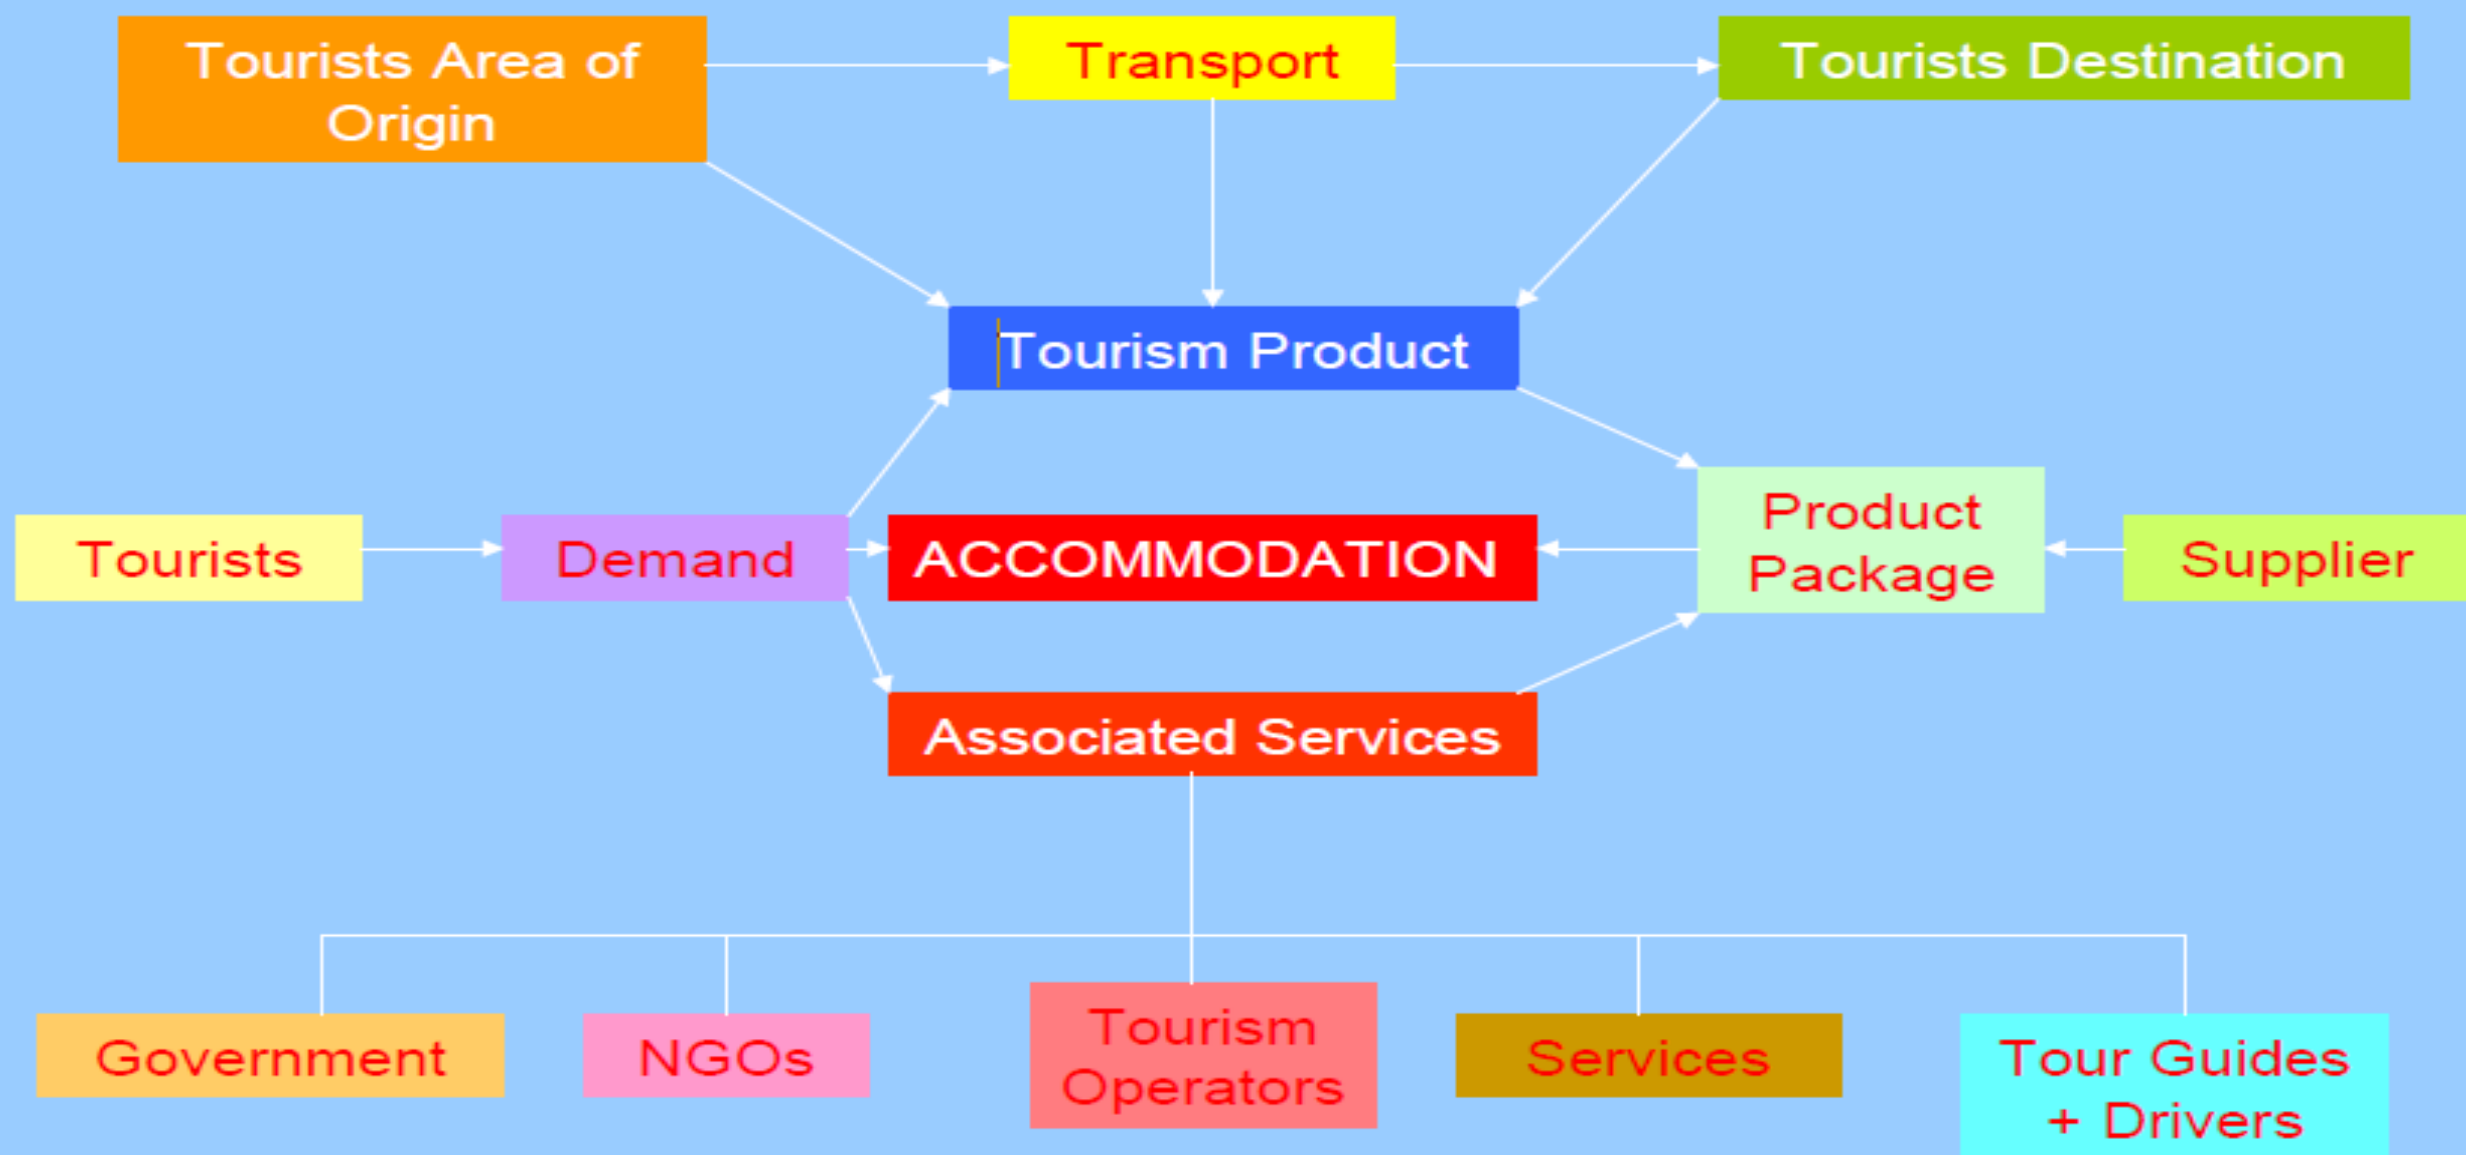 Tourists Area of
Origin
Transport
Tourists Destination
Tourism Product
Tourists
Demand
ACCOMMODATION
Product
Package
Supplier
Associated Services
Government
NGOs
Tourism
Operators
Services
Tour Guides
+ Drivers